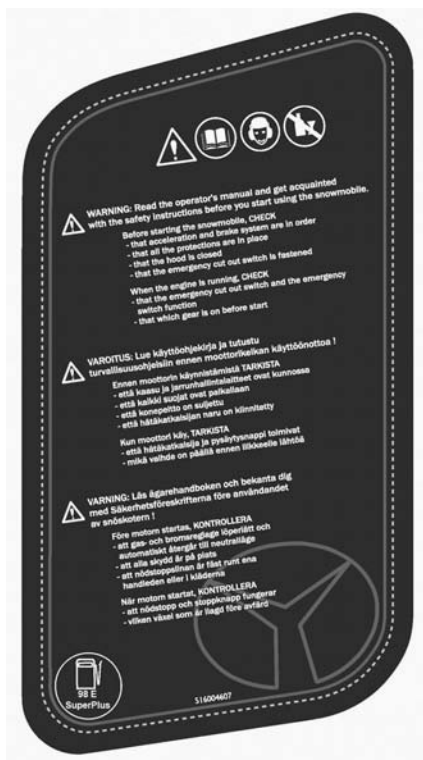 WARNING: Read the operator's manual and get acquainted
with the safety instructions before you start using the snowmobile.
Before starting the snowmobile, CHECK
- that acceleration and brake system are in order
- that all the protections are in place
- that the hood is closed
- that the emergency cut out switch is fastened
When the engine is running, CHECK
- that the emergency cut out switch and the emergency
switch function
- that which gear is on before start
VAROITUS: Lue käyttöohjekirja ja tutustu
turvallisuusohjeisiin ennen moottorikelkan käyttöönottoa !
Ennen moottorin käynnistämistä TARKISTA
- että kaasu ja jarrunhallintalaitteet ovat kunnossa
- että kaikki suojat ovat paikallaan
- että konepeitto on suljettu
- että hätäkatkaisijan naru on kiinnitetty
Kun moottori käy, TARKISTA
- että hätäkatkaisija ja pysäytysnappi toimivat
- mikä vaihde on päällä ennen liikkeelle lähtöä
VARNING: Läs ägarehandboken och bekanta dig
med Säkerhetsföreskrifterna före användandet
av snöskotern !
Före motorn startas, KONTROLLERA
- att gas- och bromsreglage löperlätt och
automatiskt återgår till neutralläge
- att alla skydd är på plats
- att nödstoppslinan är fäst runt ena
handleden eller i kläderna
När motorn startat, KONTROLLERA
- att nödstopp och stoppknapp fungerar
- vilken växel som är ilagd före avfärd
98 E
SuperPlus
516004607